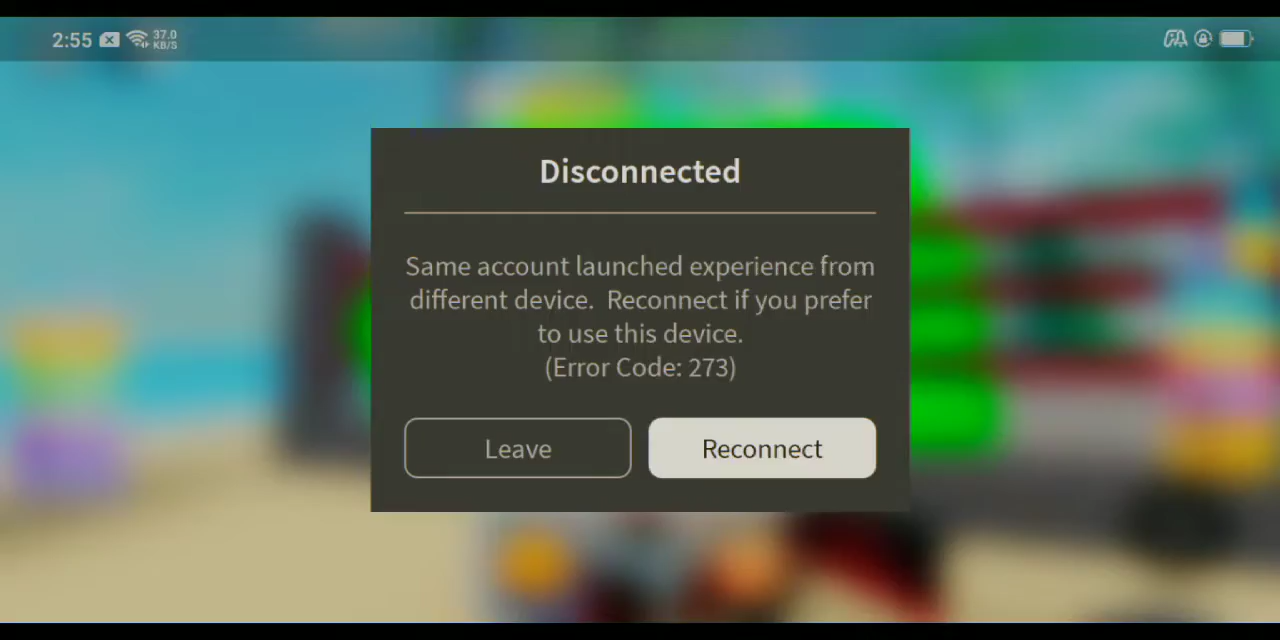 2:55 37.0 KB/S
Disconnected
Same account launched experience from
different device.  Reconnect if you prefer
to use this device.
(Error Code: 273)
Leave Reconnect